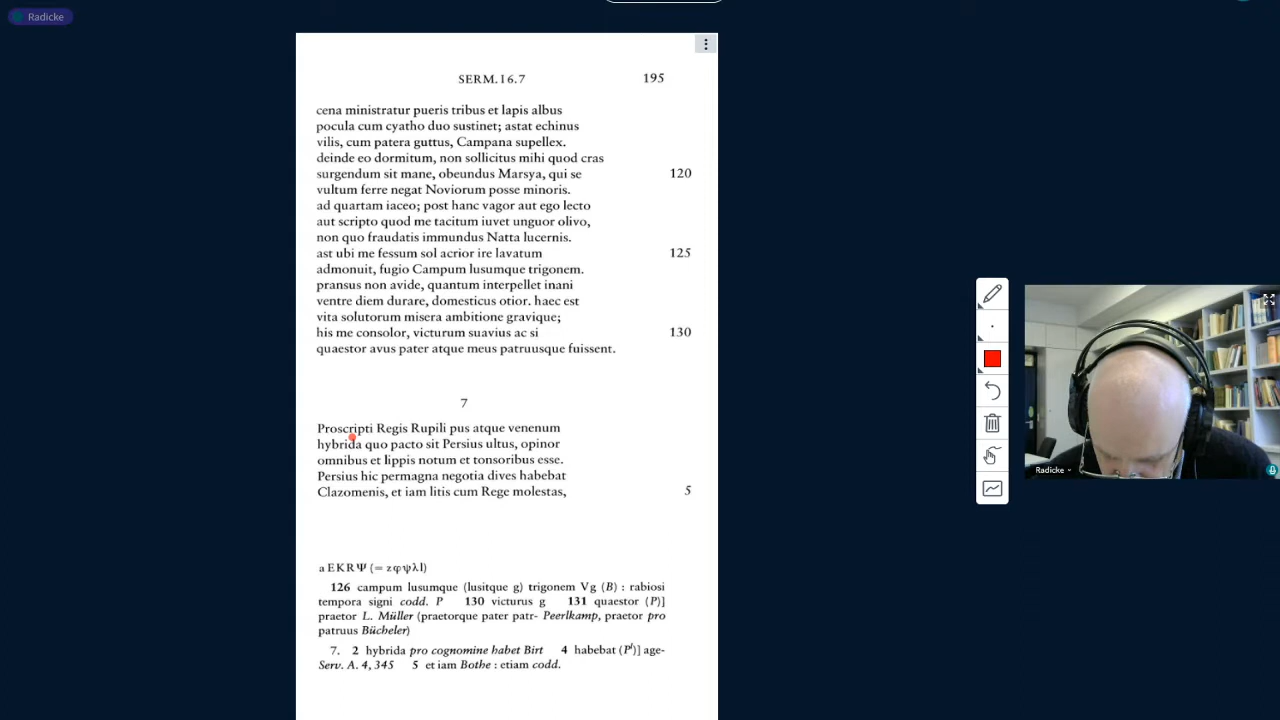 Radicke
SERM.16.7 195
cena ministratur pueris tribus et lapis albus
pocula cum cyatho duo sustinet; astat echinus
vilis, cum patera guttus, Campana supellex.
deinde eo dormitum, non sollicitus mihi quod cras
surgendum sit mane, obeundus Marsya, qui se 120
vultum ferre negat Noviorum posse minoris.
ad quartam iaceo; post hanc vagor aut ego lecto
aut scripto quod me tacitum iuvet unguor olivo,
non quo fraudatis immundus Natta lucernis.
ast ubi me fessum sol acrior ire lavatum 125
admonuit, fugio Campum lusumque trigonem.
pransus non avide, quantum interpellet inani
ventre diem durare, domesticus otior. haec est
vita solutorum misera ambitione gravique;
his me consolor, victurum suavius ac si 130
quaestor avus pater atque meus patruusque fuissent.
7
Proscripti Regis Rupili pus atque venenum
hybrida quo pacto sit Persius ultus, opinor
omnibus et lippis notum et tonsoribus esse.
Persius hic permagna negotia dives habebat
Clazomenis, et iam litis cum Rege molestas, 5
a E K R Ψ (= z φ ψ λ l)
126 campum lusumque (lusitque g) trigonem Vg (B) : rabiosi
tempora signi codd. P 130 victurus g 131 quaestor (P)]
praetor L. Müller (praetorque pater patr- Peerlkamp, praetor pro
patruus Bücheler)
7. 2 hybrida pro cognomine habet Birt 4 habebat (P¹)] age-
Serv. A. 4, 345 5 et iam Bothe : etiam codd.
Radicke